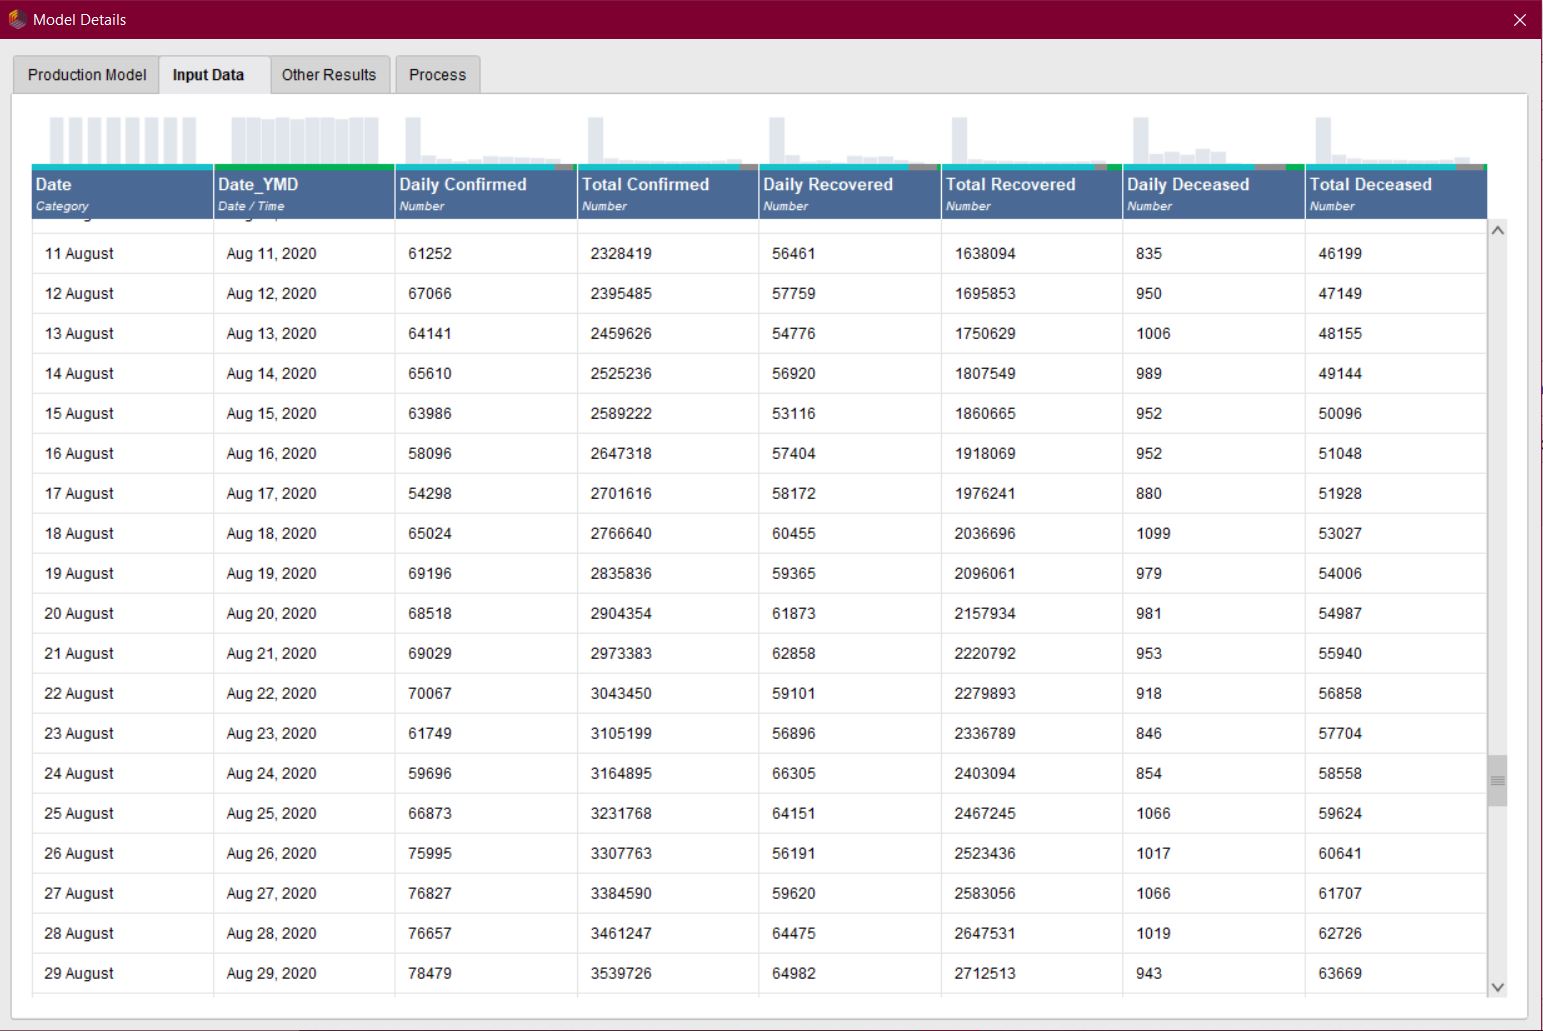 Model Details
Production Model Input Data Other Results Process
Date Date_YMD Daily Confirmed Total Confirmed Daily Recovered Total Recovered Daily Deceased Total Deceased
Category Date / Time Number Number Number Number Number Number
11 August Aug 11, 2020 61252 2328419 56461 1638094 835 46199
12 August Aug 12, 2020 67066 2395485 57759 1695853 950 47149
13 August Aug 13, 2020 64141 2459626 54776 1750629 1006 48155
14 August Aug 14, 2020 65610 2525236 56920 1807549 989 49144
15 August Aug 15, 2020 63986 2589222 53116 1860665 952 50096
16 August Aug 16, 2020 58096 2647318 57404 1918069 952 51048
17 August Aug 17, 2020 54298 2701616 58172 1976241 880 51928
18 August Aug 18, 2020 65024 2766640 60455 2036696 1099 53027
19 August Aug 19, 2020 69196 2835836 59365 2096061 979 54006
20 August Aug 20, 2020 68518 2904354 61873 2157934 981 54987
21 August Aug 21, 2020 69029 2973383 62858 2220792 953 55940
22 August Aug 22, 2020 70067 3043450 59101 2279893 918 56858
23 August Aug 23, 2020 61749 3105199 56896 2336789 846 57704
24 August Aug 24, 2020 59696 3164895 66305 2403094 854 58558
25 August Aug 25, 2020 66873 3231768 64151 2467245 1066 59624
26 August Aug 26, 2020 75995 3307763 56191 2523436 1017 60641
27 August Aug 27, 2020 76827 3384590 59620 2583056 1066 61707
28 August Aug 28, 2020 76657 3461247 64475 2647531 1019 62726
29 August Aug 29, 2020 78479 3539726 64982 2712513 943 63669